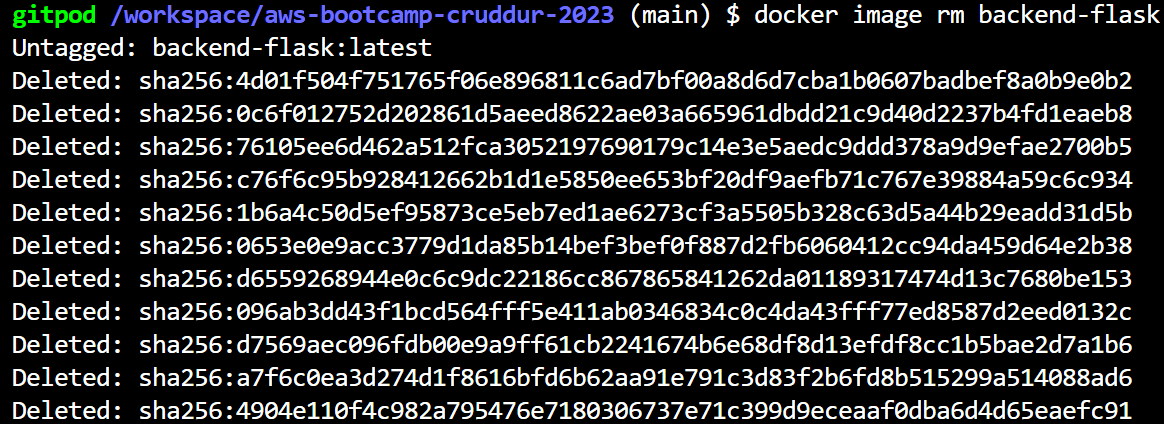 gitpod /workspace/aws-bootcamp-cruddur-2023 (main) $ docker image rm backend-flask
Untagged: backend-flask:latest
Deleted: sha256:4d01f504f751765f06e896811c6ad7bf00a8d6d7cba1b0607badbef8a0b9e0b2
Deleted: sha256:0c6f012752d202861d5aeed8622ae03a665961dbdd21c9d40d2237b4fd1eaeb8
Deleted: sha256:76105ee6d462a512fca3052197690179c14e3e5aedc9ddd378a9d9efae2700b5
Deleted: sha256:c76f6c95b928412662b1d1e5850ee653bf20df9aefb71c767e39884a59c6c934
Deleted: sha256:1b6a4c50d5ef95873ce5eb7ed1ae6273cf3a5505b328c63d5a44b29eadd31d5b
Deleted: sha256:0653e0e9acc3779d1da85b14bef3bef0f887d2fb6060412cc94da459d64e2b38
Deleted: sha256:d6559268944e0c6c9dc22186cc867865841262da01189317474d13c7680be153
Deleted: sha256:096ab3dd43f1bcd564fff5e411ab0346834c0c4da43fff77ed8587d2eed0132c
Deleted: sha256:d7569aec096fdb00e9a9ff61cb2241674b6e68df8d13efdf8cc1b5bae2d7a1b6
Deleted: sha256:a7f6c0ea3d274d1f8616bfd6b62aa91e791c3d83f2b6fd8b515299a514088ad6
Deleted: sha256:4904e110f4c982a795476e7180306737e71c399d9eceaaf0dba6d4d65eaefc91